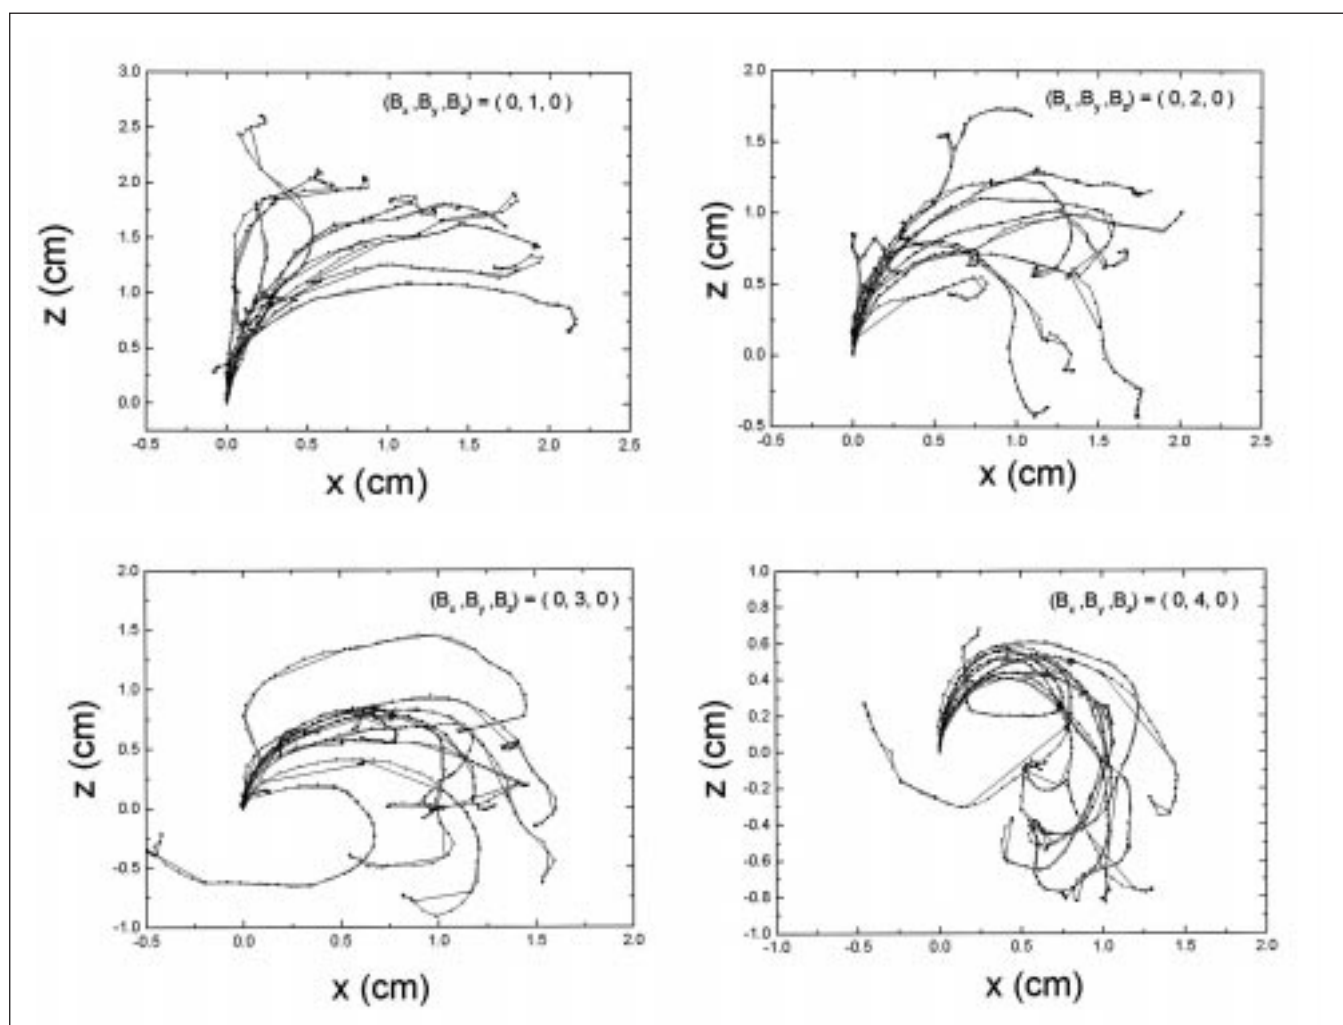 3.0
2.5
2.0
1.5
1.0
0.5
0.0
-0.5 0.0 0.5 1.0 1.5 2.0 2.5
z (cm)
x (cm)
(Bx ,By ,Bz) = ( 0, 1, 0)
2.0
1.5
1.0
0.5
0.0
-0.5
-0.5 0.0 0.5 1.0 1.5 2.0 2.5
z (cm)
x (cm)
(Bx ,By ,Bz) = ( 0, 2, 0)
2.0
1.5
1.0
0.5
0.0
-0.5
-1.0
-0.5 0.0 0.5 1.0 1.5 2.0
z (cm)
x (cm)
(Bx ,By ,Bz) = ( 0, 3, 0)
1.0
0.8
0.6
0.4
0.2
0.0
-0.2
-0.4
-0.6
-0.8
-1.0
-1.0 -0.5 0.0 0.5 1.0 1.5 2.0
z (cm)
x (cm)
(Bx ,By ,Bz) = ( 0, 4, 0)